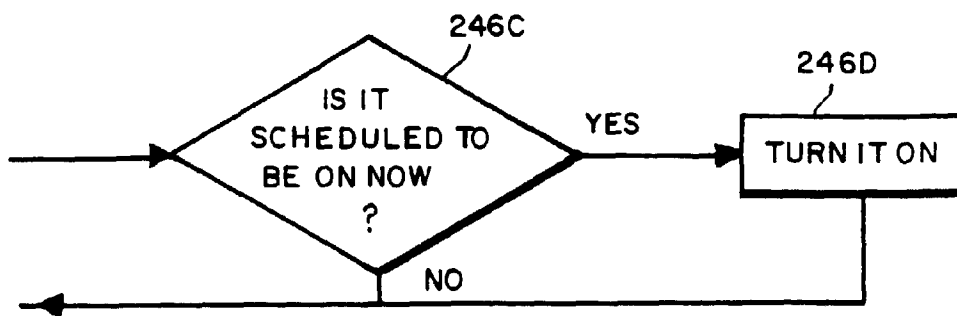 246C
IS IT
SCHEDULED TO
BE ON NOW
?
YES
246D
TURN IT ON
NO